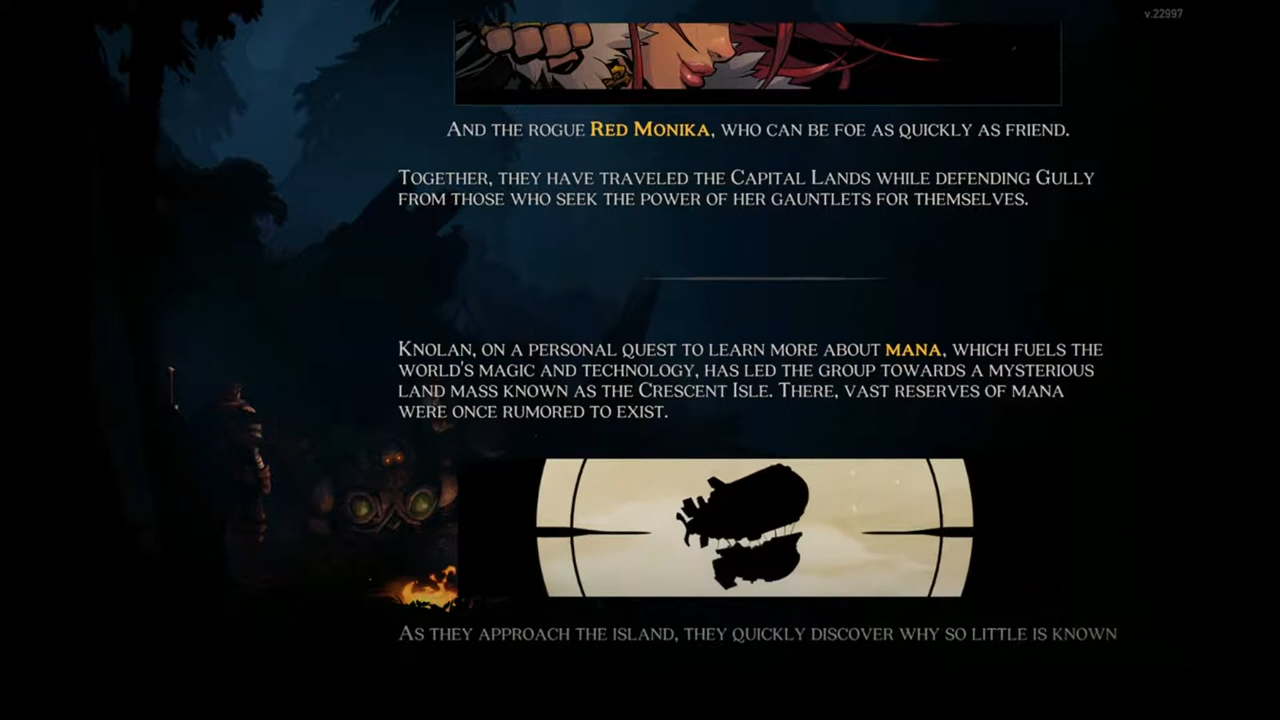 v.22997
And the rogue Red Monika, who can be foe as quickly as friend.
Together, they have traveled the Capital Lands while defending Gully
from those who seek the power of her gauntlets for themselves.
Knolan, on a personal quest to learn more about mana, which fuels the
world's magic and technology, has led the group towards a mysterious
land mass known as the Crescent Isle. There, vast reserves of mana
were once rumored to exist.
As they approach the island, they quickly discover why so little is known